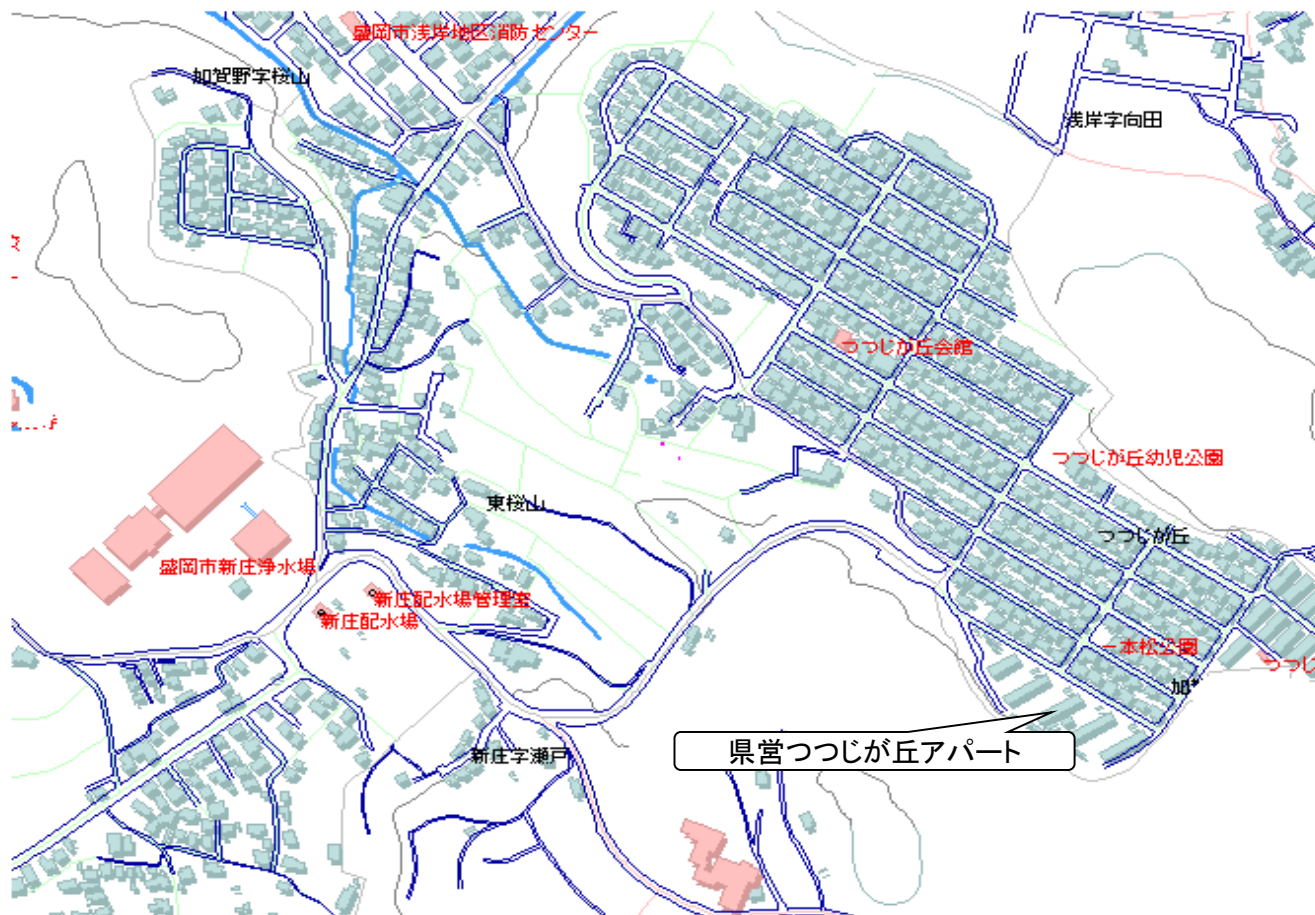 盛岡市浅岸地区消防センター
加賀野字桜山
浅岸字向田
つつじが丘会館
つつじが丘幼児公園
東桜山
つつじが丘
盛岡市新庄浄水場
新庄配水場管理室
新庄配水場
一本松公園
つつじ
加
新庄字瀬戸
県営つつじが丘アパート